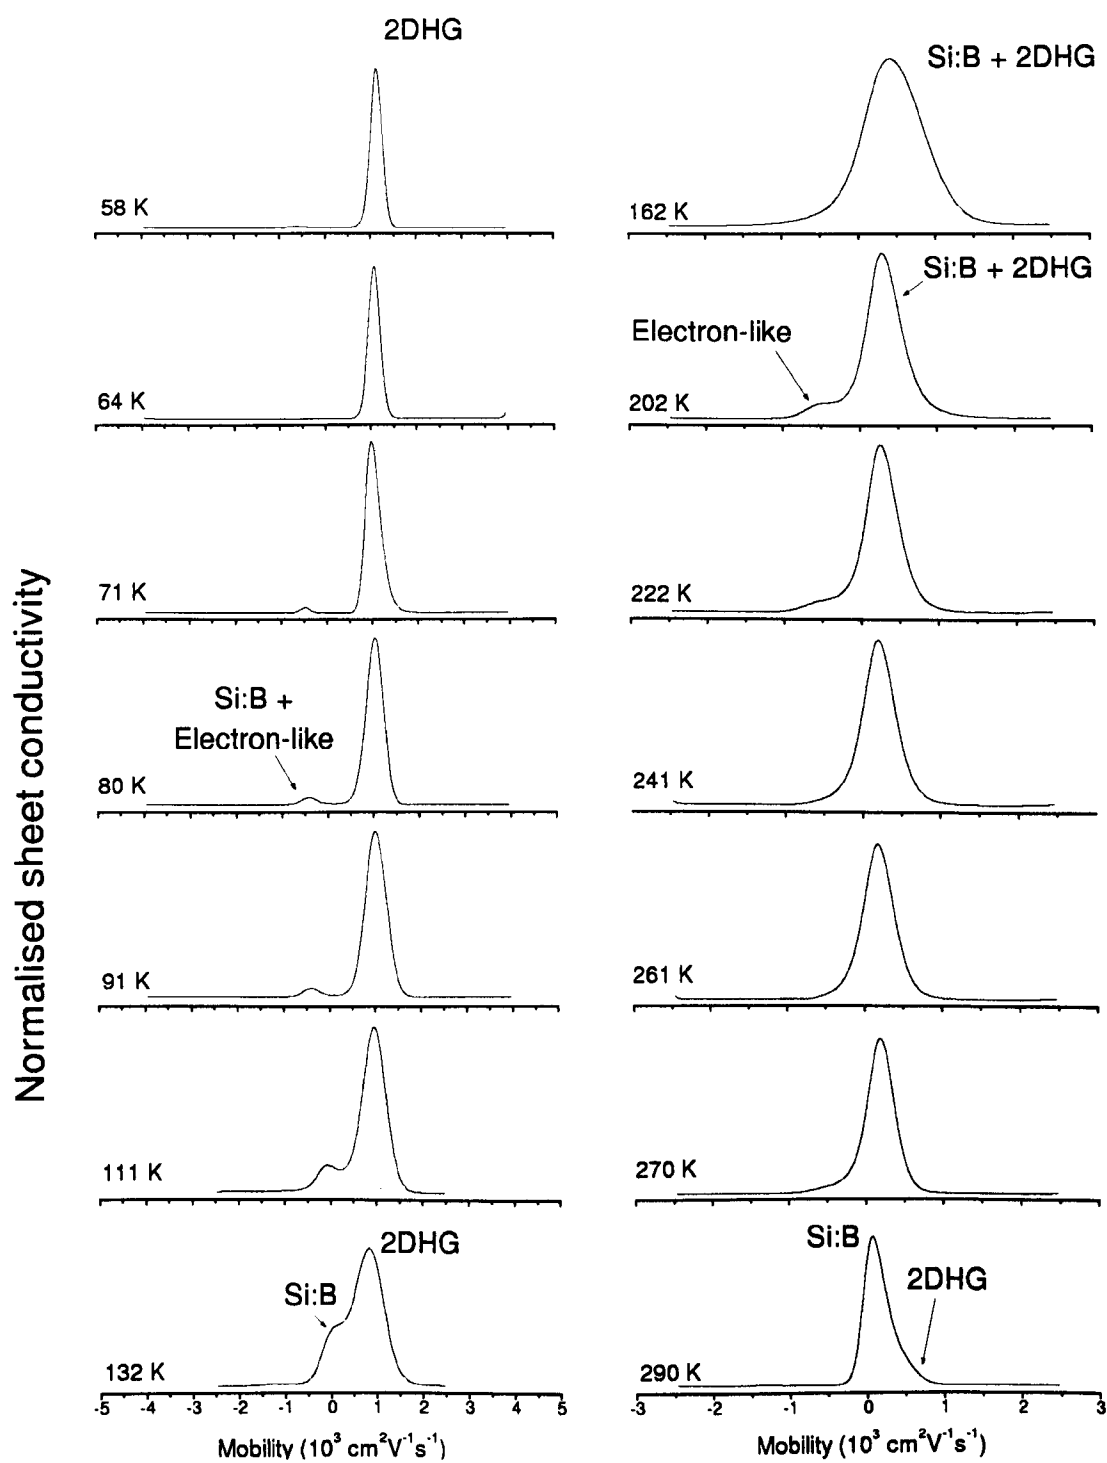 Normalised sheet conductivity
2DHG
58 K
64 K
71 K
Si:B +
Electron-like
80 K
91 K
111 K
2DHG
Si:B
132 K
-5 -4 -3 -2 -1 0 1 2 3 4 5
Mobility (10³ cm²V⁻¹s⁻¹)
Si:B + 2DHG
162 K
Si:B + 2DHG
Electron-like
202 K
222 K
241 K
261 K
270 K
Si:B
2DHG
290 K
-3 -2 -1 0 1 2 3
Mobility (10³ cm²V⁻¹s⁻¹)